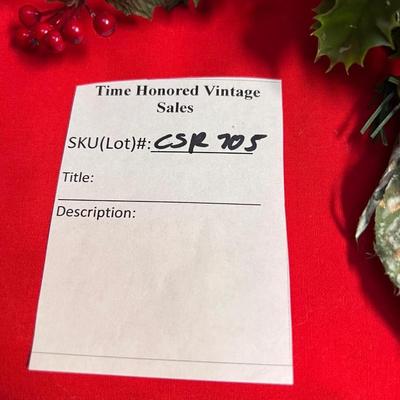 Time Honored Vintage
Sales
SKU(Lot)#: CSR 705
Title:
Description: